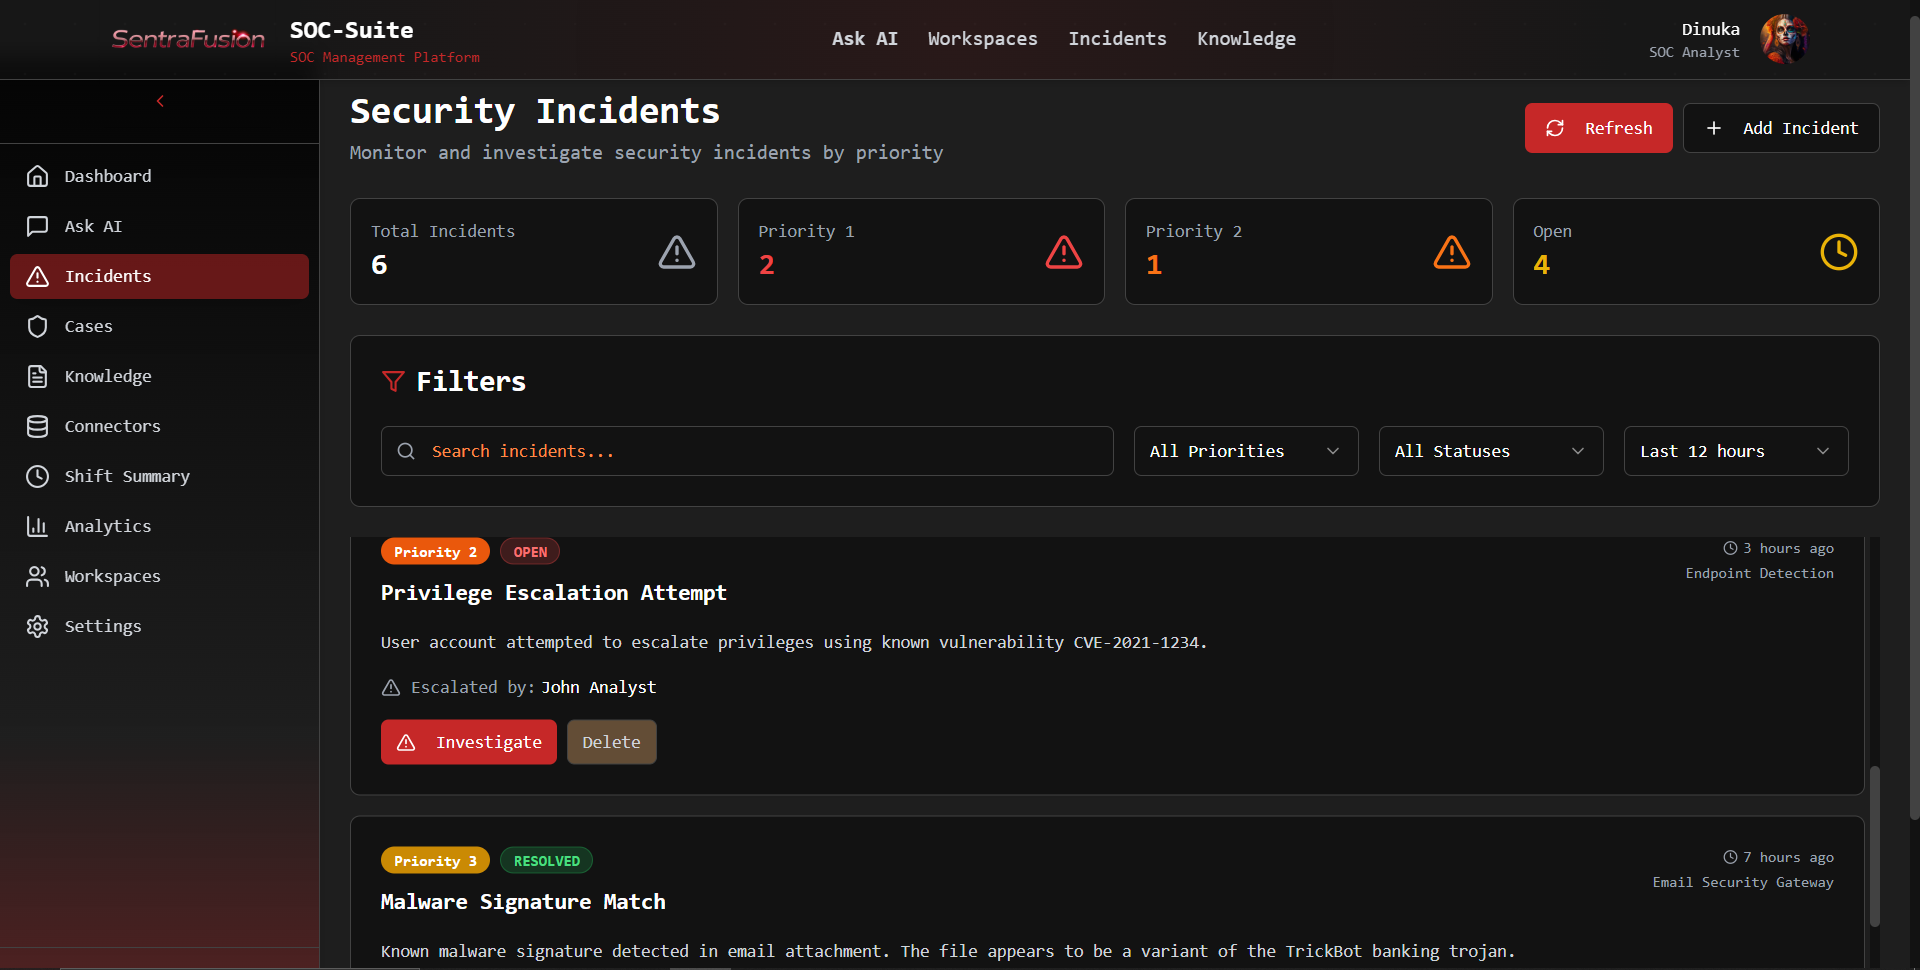 SentraFusion
SOC-Suite
SOC Management Platform
Ask AI
Workspaces
Incidents
Knowledge
Dinuka
SOC Analyst
Dashboard
Ask AI
Incidents
Cases
Knowledge
Connectors
Shift Summary
Analytics
Workspaces
Settings
Security Incidents
Monitor and investigate security incidents by priority
Refresh
Add Incident
Total Incidents
6
Priority 1
2
Priority 2
1
Open
4
Filters
Search incidents...
All Priorities
All Statuses
Last 12 hours
Priority 2
OPEN
3 hours ago
Endpoint Detection
Privilege Escalation Attempt
User account attempted to escalate privileges using known vulnerability CVE-2021-1234.
Escalated by: John Analyst
Investigate
Delete
Priority 3
RESOLVED
7 hours ago
Email Security Gateway
Malware Signature Match
Known malware signature detected in email attachment. The file appears to be a variant of the TrickBot banking trojan.